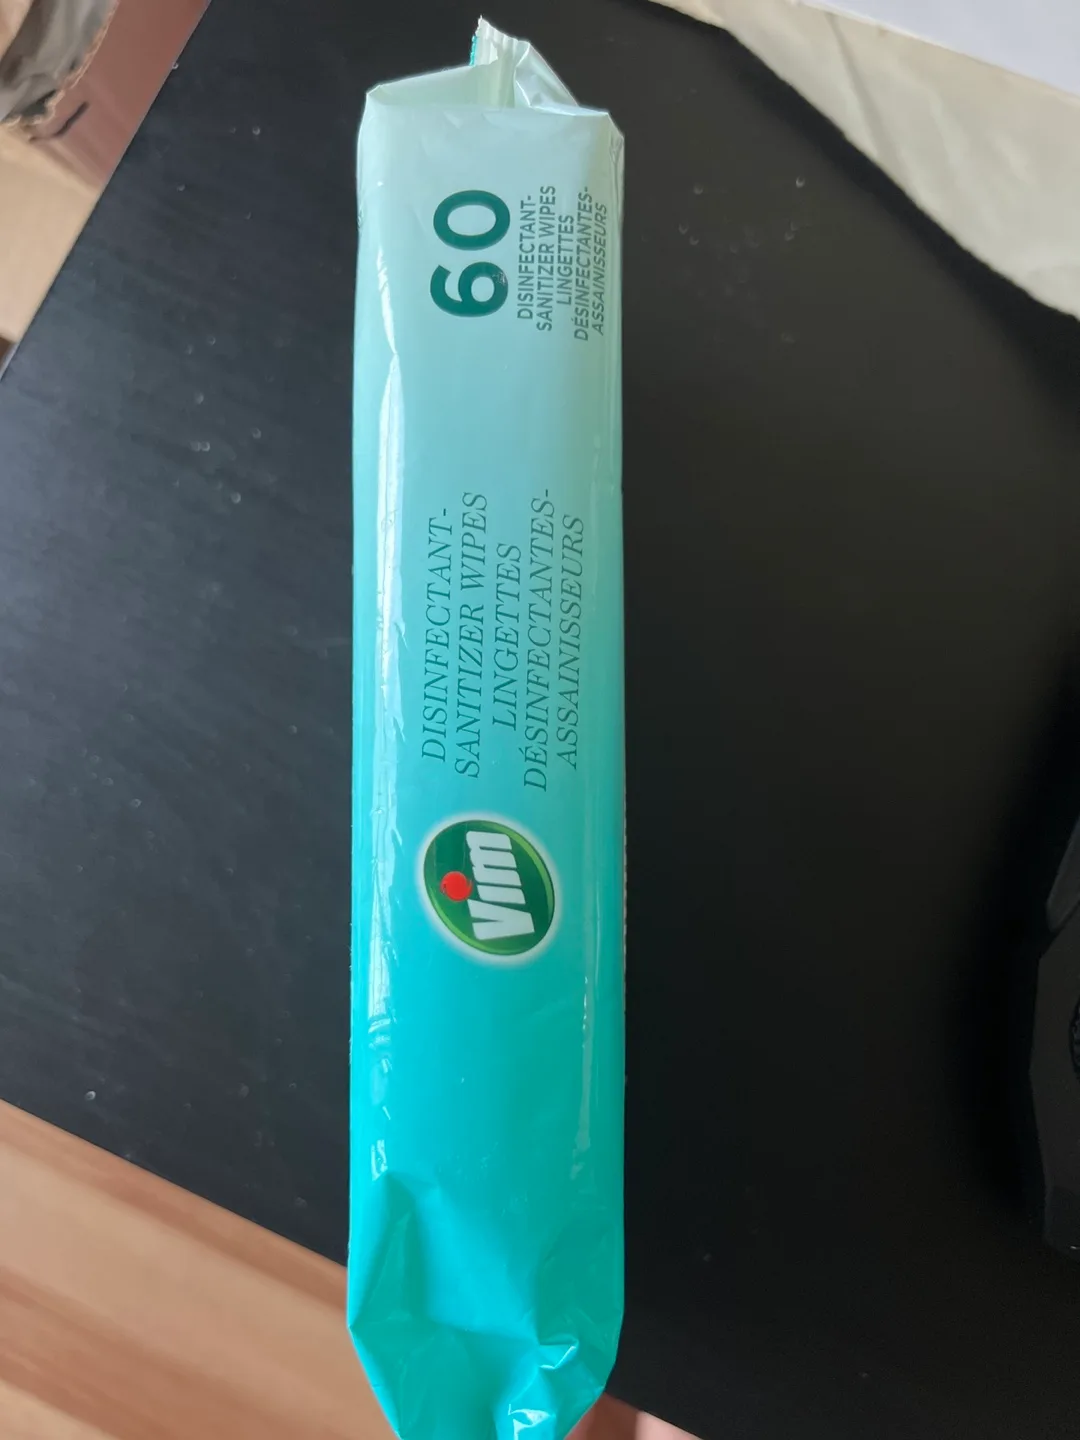 Vim
DISINFECTANT-
SANITIZER WIPES
LINGETTES
DÉSINFECTANTES-
ASSAINISSEURS
60
DISINFECTANT-
SANITIZER WIPES
LINGETTES
DÉSINFECTANTES-
ASSAINISSEURS